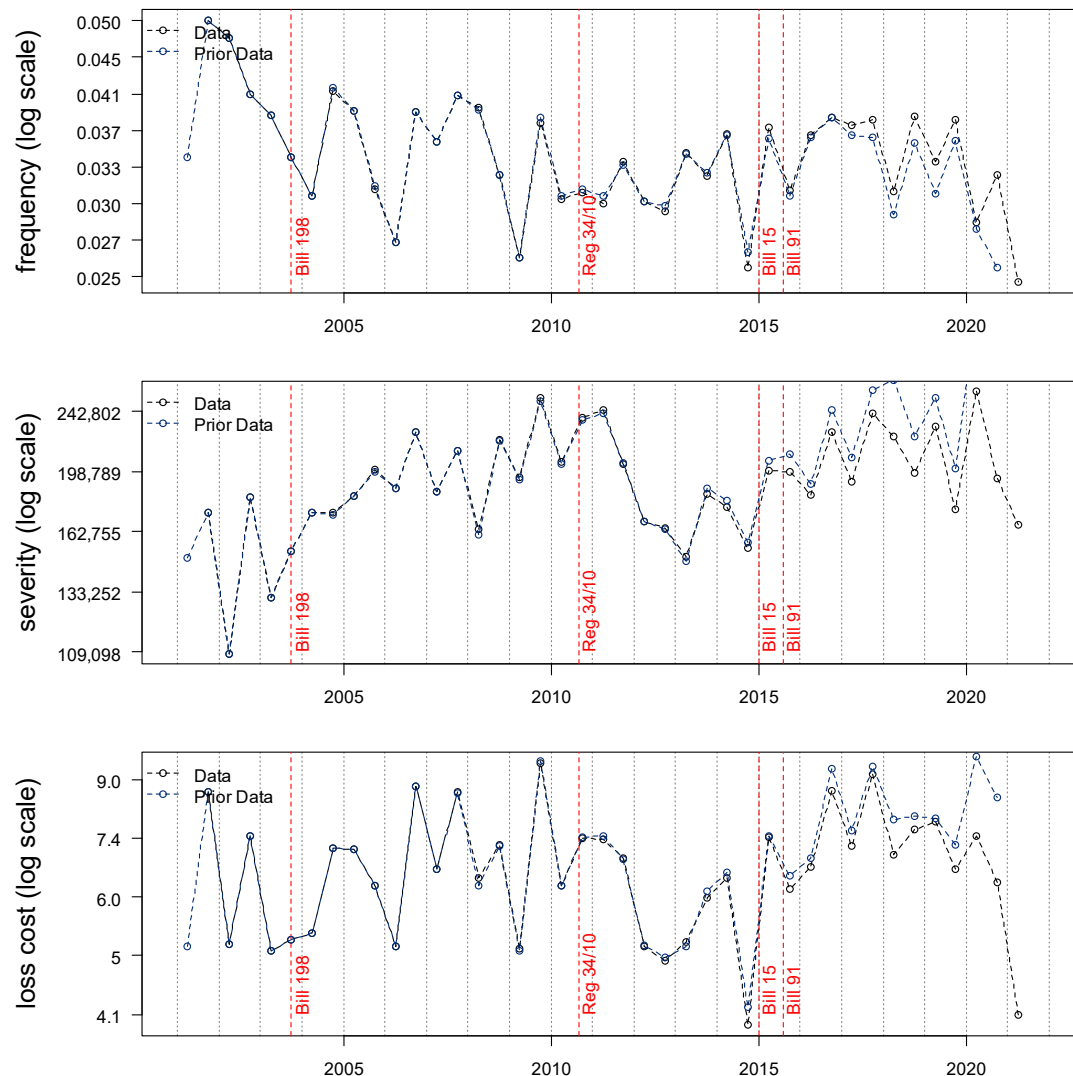 frequency (log scale)
0.050
0.045
0.041
0.037
0.033
0.030
0.027
0.025
Data
Prior Data
Bill 198
Reg 34/10
Bill 15
Bill 91
2005
2010
2015
2020
severity (log scale)
242,802
198,789
162,755
133,252
109,098
Data
Prior Data
Bill 198
Reg 34/10
Bill 15
Bill 91
2005
2010
2015
2020
loss cost (log scale)
9.0
7.4
6.0
5
4.1
Data
Prior Data
Bill 198
Reg 34/10
Bill 15
Bill 91
2005
2010
2015
2020